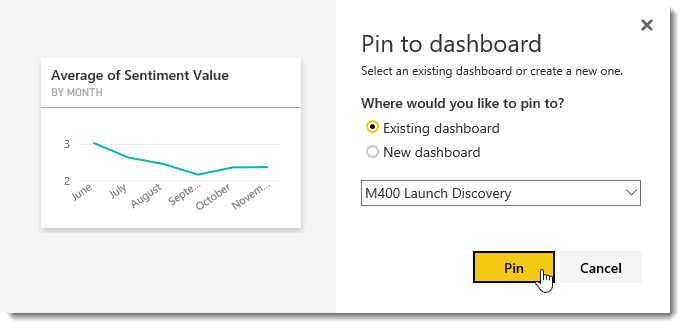 Pin to dashboard
Select an existing dashboard or create a new one.
Where would you like to pin to?
Existing dashboard
New dashboard
M400 Launch Discovery
Pin
Cancel
Average of Sentiment Value
BY MONTH
3
2
June
July
August
Septe...
October
Novem...